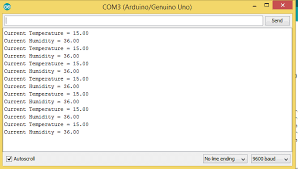 COM3 (Arduino/Genuino Uno)
Send
Current Temperature = 15.00
Current Humidity = 36.00
Current Temperature = 15.00
Current Humidity = 36.00
Current Temperature = 15.00
Current Humidity = 36.00
Current Temperature = 15.00
Current Humidity = 36.00
Current Temperature = 15.00
Current Humidity = 36.00
Current Temperature = 15.00
Current Humidity = 36.00
Current Temperature = 15.00
Current Humidity = 36.00
Autoscroll
No line ending
9600 baud